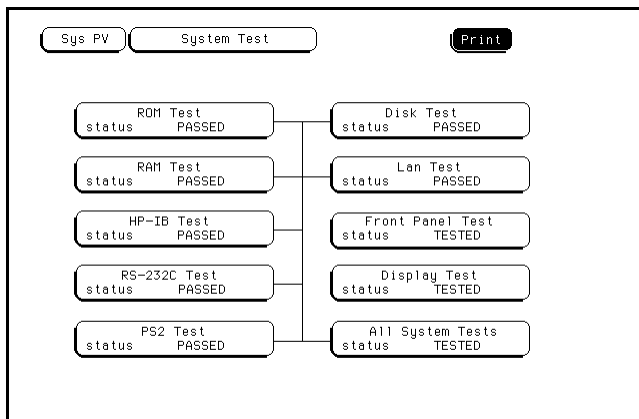 Sys PV System Test Print
ROM Test
status PASSED
Disk Test
status PASSED
RAM Test
status PASSED
Lan Test
status PASSED
HP-IB Test
status PASSED
Front Panel Test
status TESTED
RS-232C Test
status PASSED
Display Test
status TESTED
PS2 Test
status PASSED
All System Tests
status TESTED